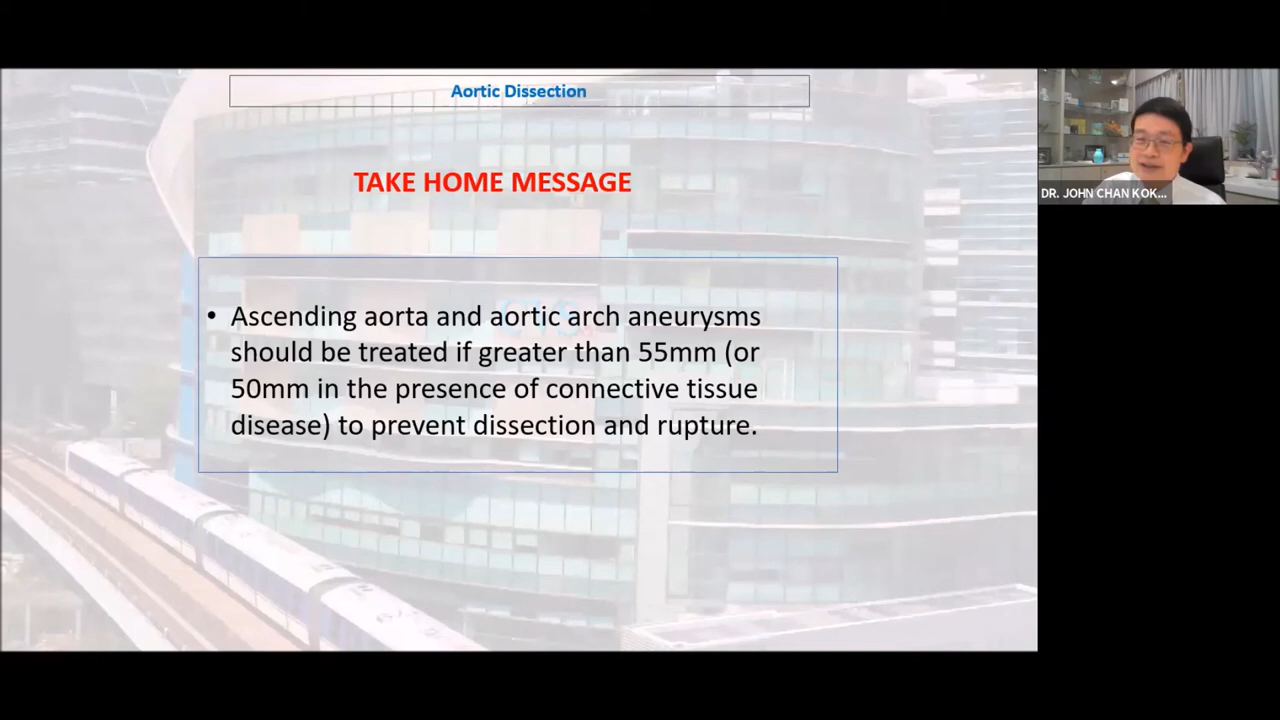 Aortic Dissection
TAKE HOME MESSAGE
• Ascending aorta and aortic arch aneurysms
should be treated if greater than 55mm (or
50mm in the presence of connective tissue
disease) to prevent dissection and rupture.
DR. JOHN CHAN KOK...